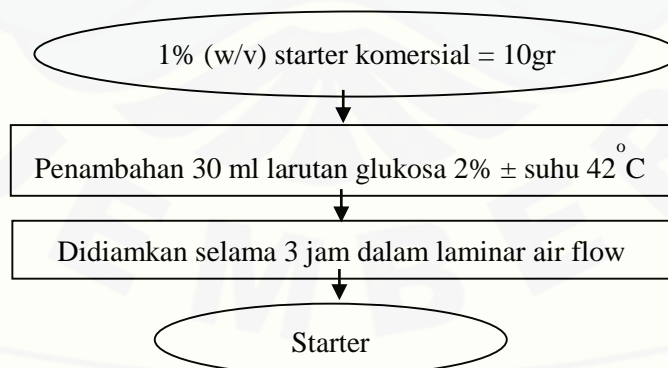 1% (w/v) starter komersial = 10gr
Penambahan 30 ml larutan glukosa 2% ± suhu 42°C
Didiamkan selama 3 jam dalam laminar air flow
Starter